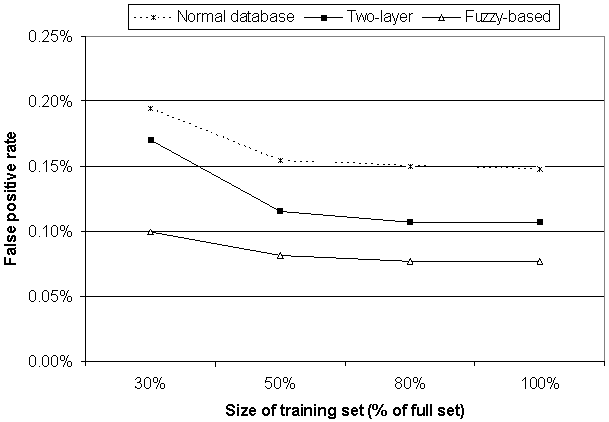 Normal database Two-layer Fuzzy-based
0.25%
0.20%
0.15%
0.10%
0.05%
0.00%
False positive rate
30% 50% 80% 100%
Size of training set (% of full set)